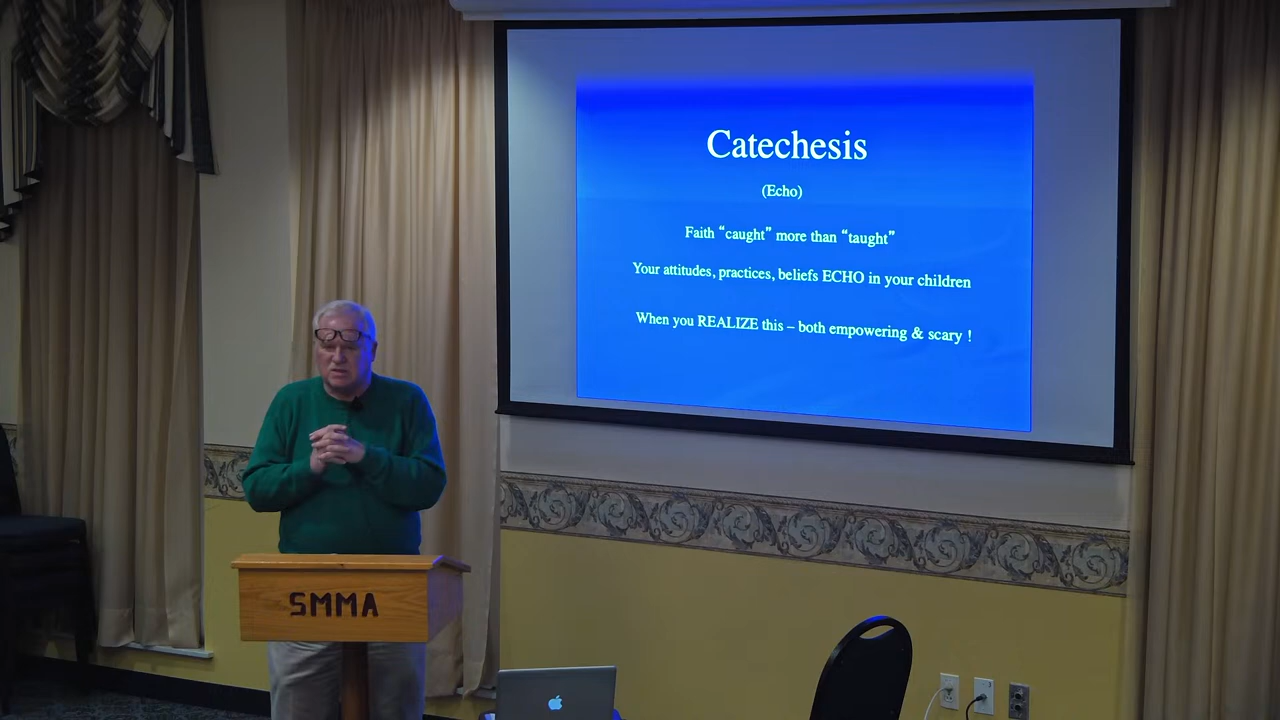 Catechesis
(Echo)
Faith “caught” more than “taught”
Your attitudes, practices, beliefs ECHO in your children
When you REALIZE this – both empowering & scary !
SMMA